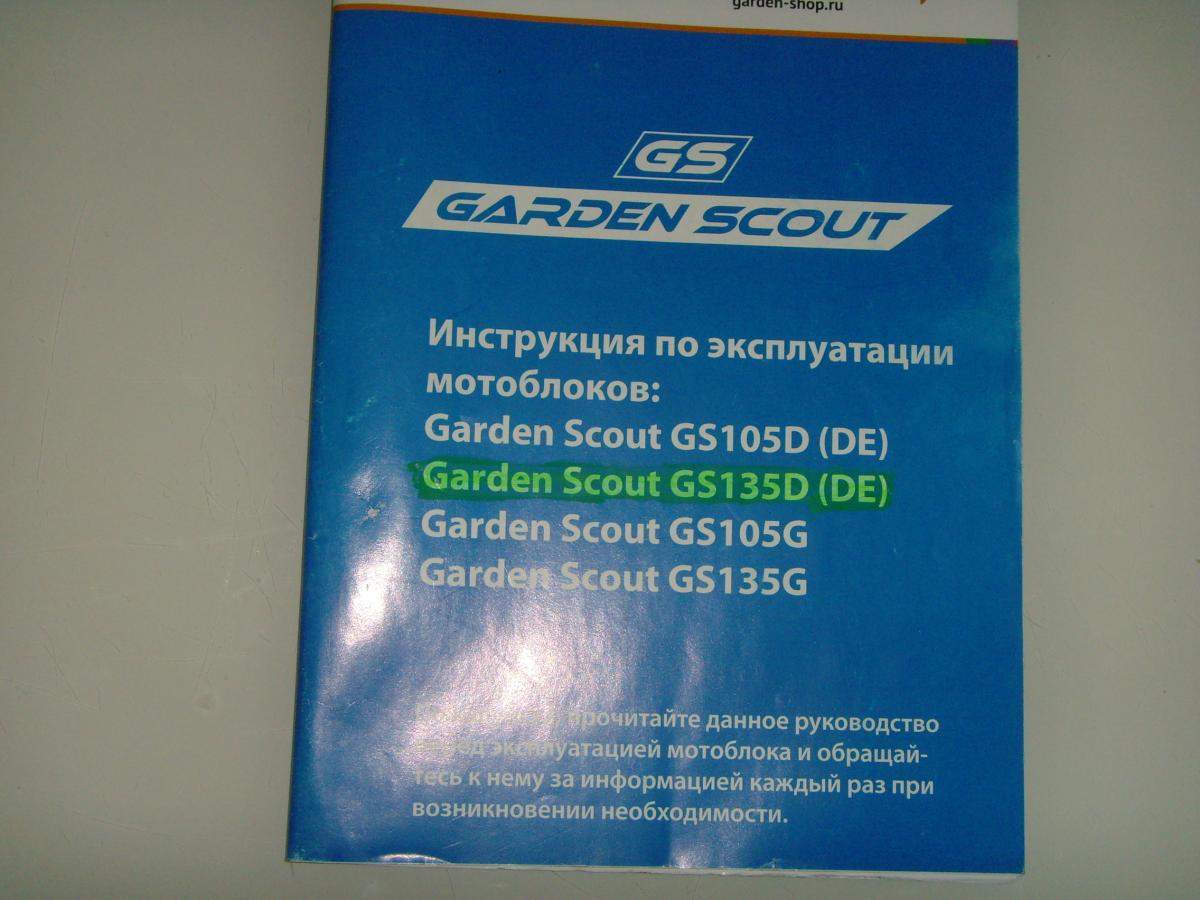 garden-shop.ru
GS
GARDEN SCOUT
Инструкция по эксплуатации
мотоблоков:
Garden Scout GS105D (DE)
Garden Scout GS135D (DE)
Garden Scout GS105G
Garden Scout GS135G
прочитайте данное руководство
перед эксплуатацией мотоблока и обращай-
тесь к нему за информацией каждый раз при
возникновении необходимости.